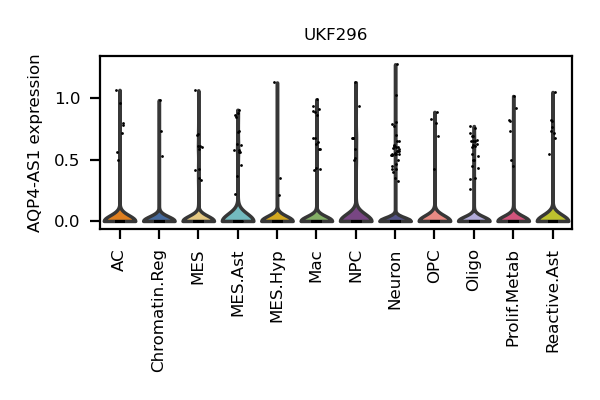 UKF296
AQP4-AS1 expression
1.0
0.5
0.0
AC
Chromatin.Reg
MES
MES.Ast
MES.Hyp
Mac
NPC
Neuron
OPC
Oligo
Prolif.Metab
Reactive.Ast